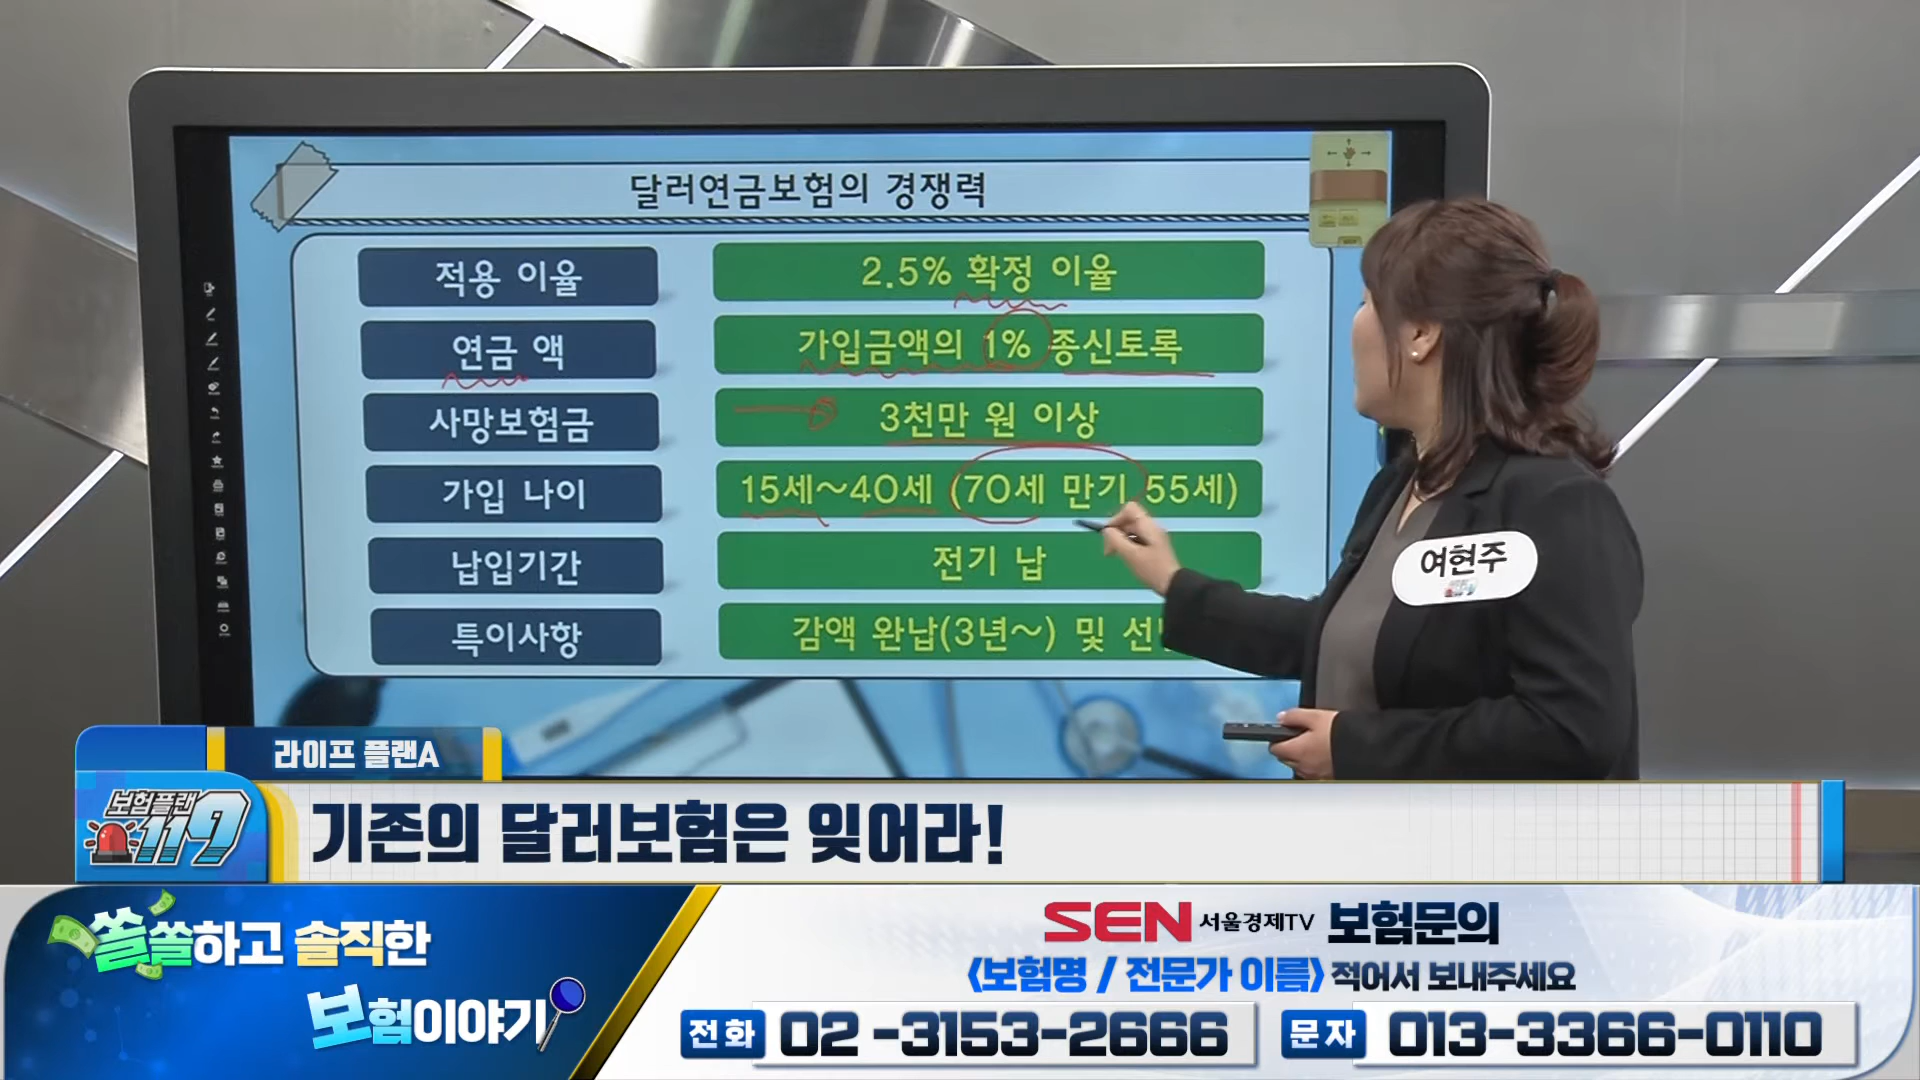 달러연금보험의 경쟁력
적용 이율
2.5% 확정 이율
연금 액
가입금액의 1% 종신토록
사망보험금
3천만 원 이상
가입 나이
15세~40세 (70세 만기 55세)
납입기간
전기 납
특이사항
감액 완납(3년~) 및
여현주
라이프 플랜A
보험플랜 119
기존의 달러보험은 잊어라!
쏠쏠하고 솔직한
보험이야기
SEN 서울경제TV 보험문의
<보험명 / 전문가 이름> 적어서 보내주세요
전화 02-3153-2666
문자 013-3366-0110